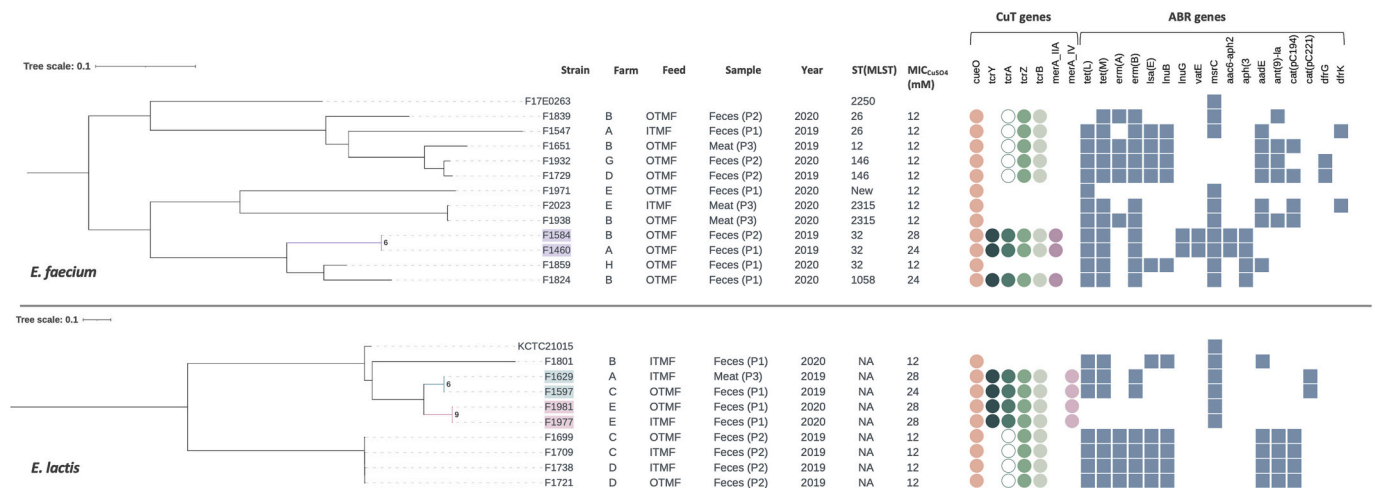 CuT genes ABR genes
Tree scale: 0.1
Strain Farm Feed Sample Year ST(MLST) MICCuSO4 (mM) cueO tcrY tcrA tcrZ tcrB merA_IIA merA_IV tet(L) tet(M) erm(A) erm(B) lsa(E) lnuB lnuG vatE msrC aac6-aph2 aph(3 aadE ant(9)-Ia cat(pC194) cat(pC221) dfrG dfrK
F17E0263 2250
F1839 B OTMF Feces (P2) 2020 26 12
F1547 A ITMF Feces (P1) 2019 26 12
F1651 B OTMF Meat (P3) 2019 12 12
F1932 G OTMF Feces (P2) 2020 146 12
F1729 D OTMF Feces (P2) 2019 146 12
F1971 E OTMF Feces (P1) 2020 New 12
F2023 E ITMF Meat (P3) 2020 2315 12
F1938 B OTMF Meat (P3) 2020 2315 12
F1584 B OTMF Feces (P2) 2019 32 28
6
F1460 A OTMF Feces (P1) 2019 32 24
E. faecium
F1859 H OTMF Feces (P1) 2020 32 12
F1824 B OTMF Feces (P1) 2020 1058 24
Tree scale: 0.1
KCTC21015
F1801 B ITMF Feces (P1) 2020 NA 12
F1629 A ITMF Meat (P3) 2019 NA 28
6
F1597 C OTMF Feces (P1) 2019 NA 24
F1981 E OTMF Feces (P1) 2020 NA 28
9
F1977 E ITMF Feces (P1) 2020 NA 28
F1699 C OTMF Feces (P2) 2019 NA 12
F1709 C ITMF Feces (P2) 2019 NA 12
E. lactis
F1738 D ITMF Feces (P2) 2019 NA 12
F1721 D OTMF Feces (P2) 2019 NA 12